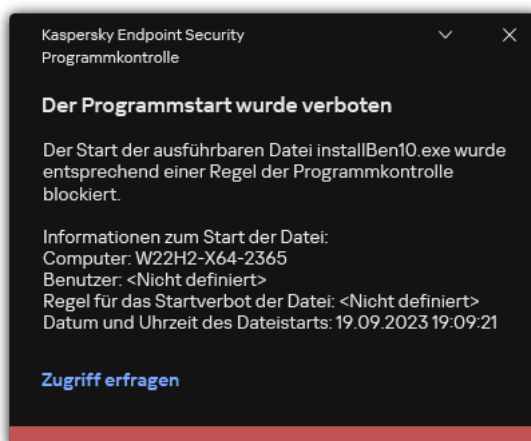 Kaspersky Endpoint Security
Programmkontrolle
Der Programmstart wurde verboten
Der Start der ausführbaren Datei installBen10.exe wurde
entsprechend einer Regel der Programmkontrolle
blockiert.
Informationen zum Start der Datei:
Computer: W22H2-X64-2365
Benutzer: <Nicht definiert>
Regel für das Startverbot der Datei: <Nicht definiert>
Datum und Uhrzeit des Dateistarts: 19.09.2023 19:09:21
Zugriff erfragen